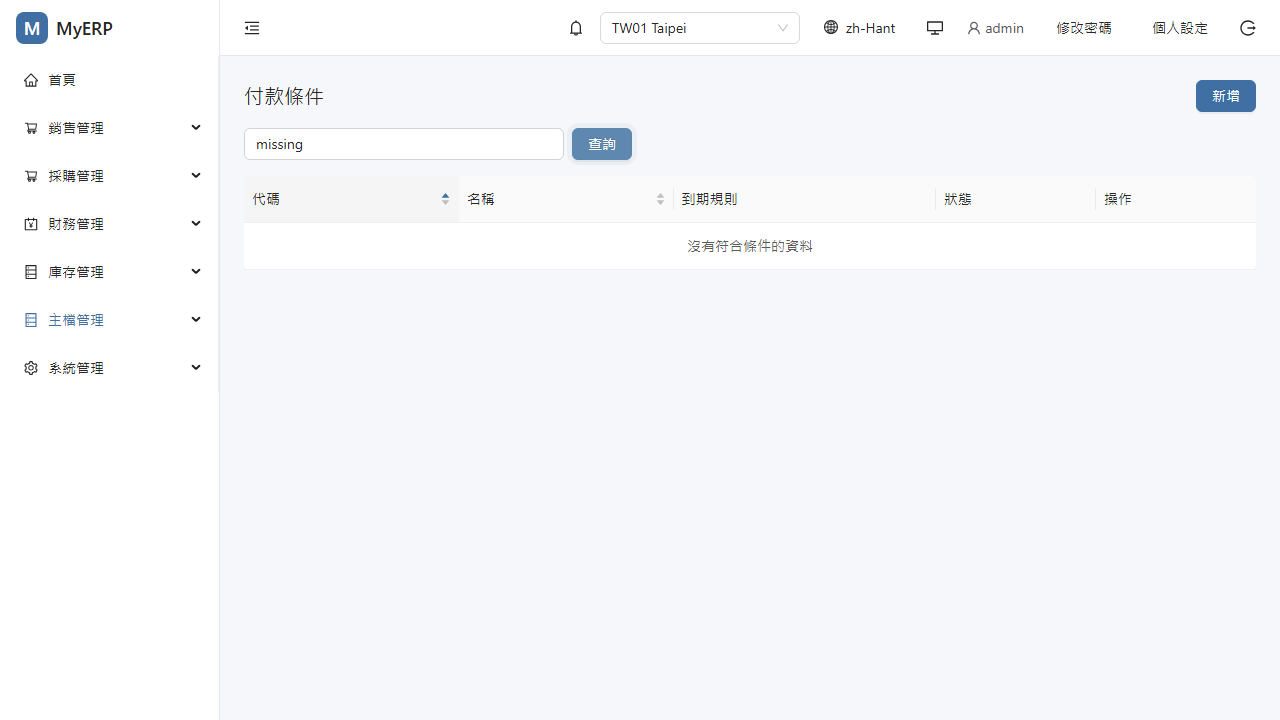 M MyERP
TW01 Taipei
zh-Hant
admin
修改密碼
個人設定
首頁
銷售管理
採購管理
財務管理
庫存管理
主檔管理
系統管理
付款條件
新增
missing
查詢
代碼
名稱
到期規則
狀態
操作
沒有符合條件的資料